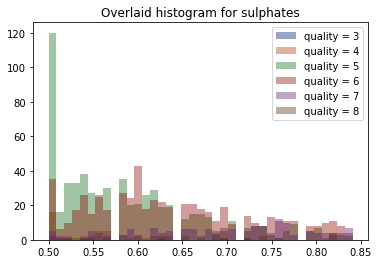 Overlaid histogram for sulphates
120
100
80
60
40
20
0
quality = 3
quality = 4
quality = 5
quality = 6
quality = 7
quality = 8
0.50 0.55 0.60 0.65 0.70 0.75 0.80 0.85